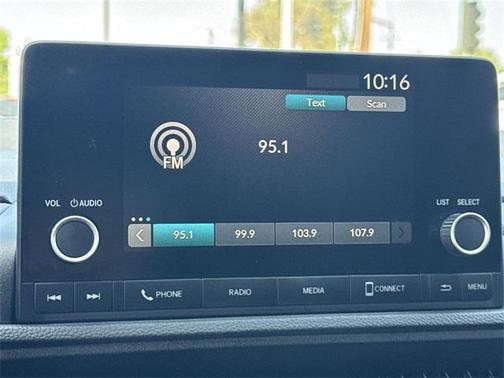 10:16
Text Scan
FM 95.1
VOL AUDIO LIST SELECT
95.1 99.9 103.9 107.9
PHONE RADIO MEDIA CONNECT MENU